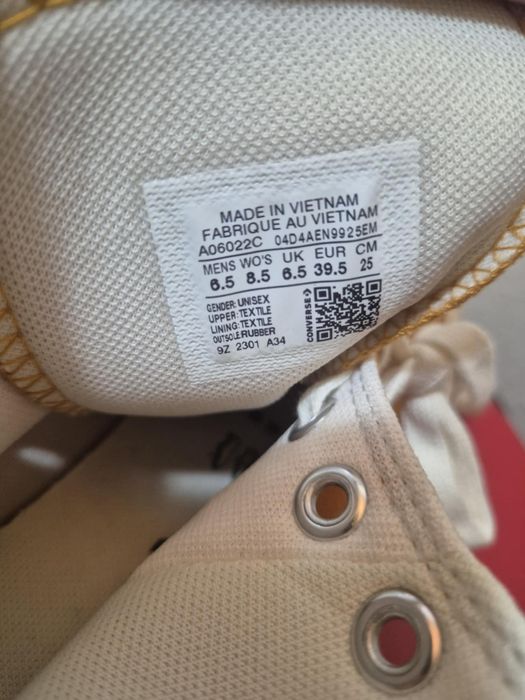 MADE IN VIETNAM
FABRIQUE AU VIETNAM
A06022C 04D4AEN9925EM
MENS WO'S UK EUR CM
6.5 8.5 6.5 39.5 25
GENDER: UNISEX
UPPER: TEXTILE
LINING: TEXTILE
OUTSOLE: RUBBER
9Z 2301 A34
CONVERSE